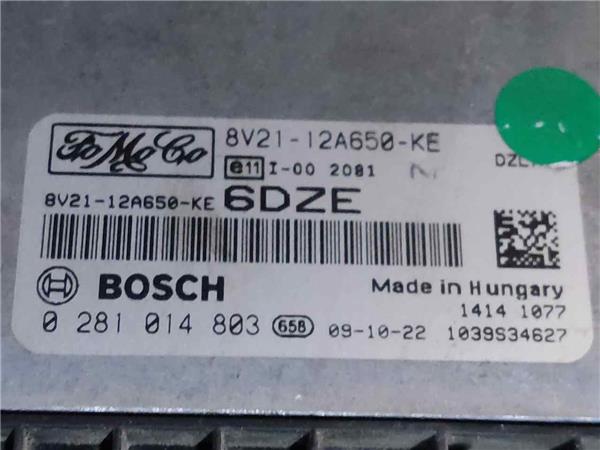 FoMoCo 8V21-12A650-KE
e11 I-00 2081
8V21-12A650-KE 6DZE
BOSCH Made in Hungary
1414 1077
0 281 014 803 658 09-10-22 1039S34627